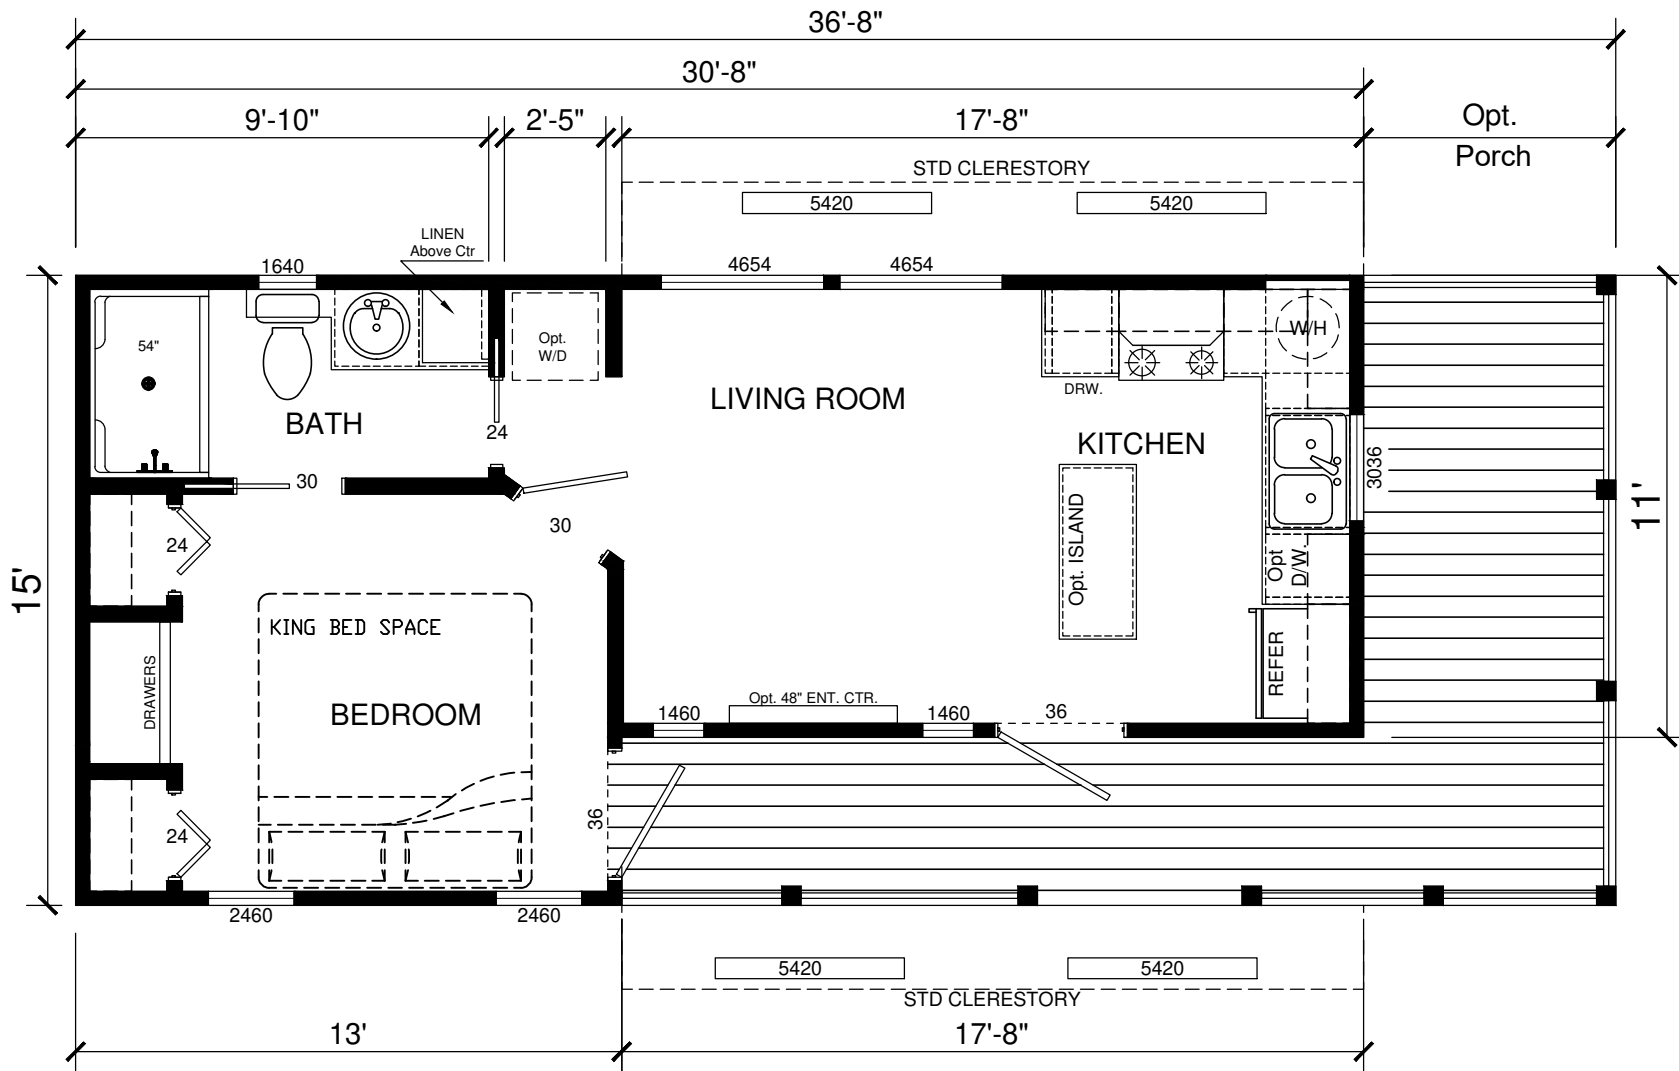 36'-8"
30'-8"
9'-10"
2'-5"
17'-8"
Opt.
Porch
STD CLERESTORY
5420
5420
LINEN
Above Ctr
1640
4654
4654
54"
Opt.
W/D
W/H
DRW.
LIVING ROOM
BATH
24
KITCHEN
3036
30
11'
30
24
Opt. ISLAND
Opt
D/W.
15'
KING BED SPACE
REFER
DRAWERS
BEDROOM
Opt. 48" ENT. CTR.
1460
1460
36
36
24
2460
2460
5420
5420
STD CLERESTORY
13'
17'-8"